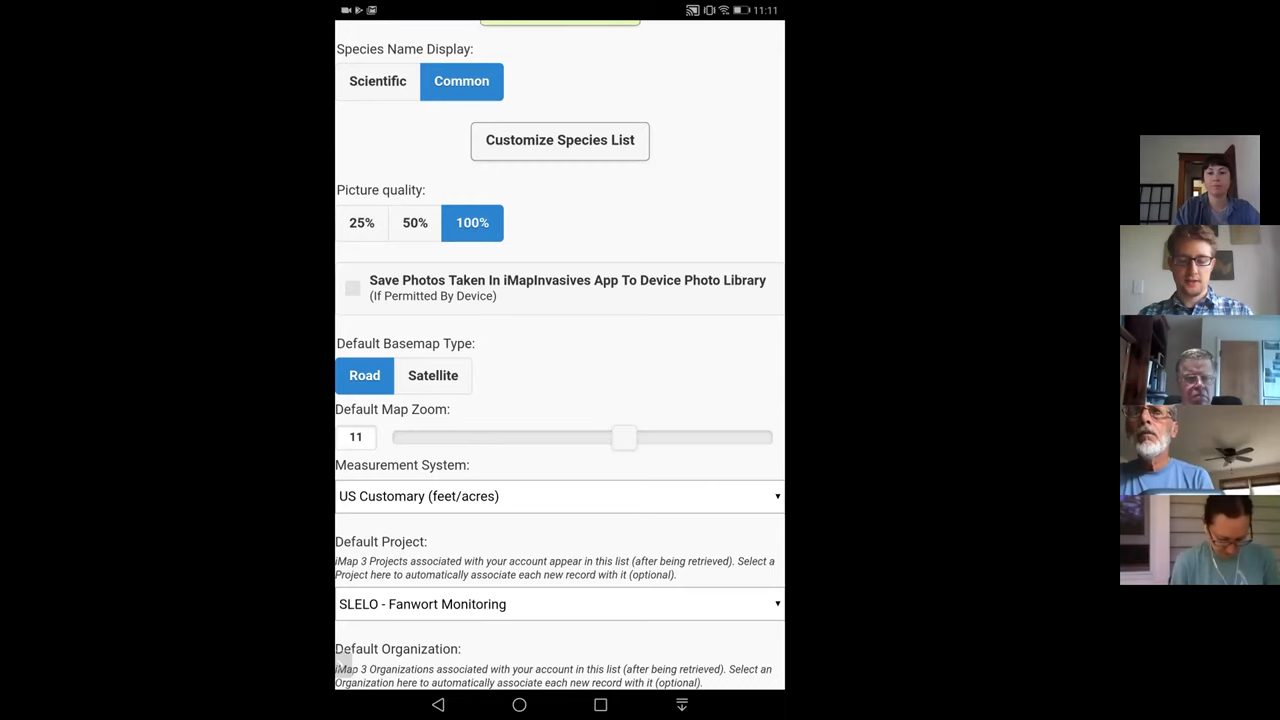 11:11
Species Name Display:
Scientific Common
Customize Species List
Picture quality:
25% 50% 100%
Save Photos Taken In iMapInvasives App To Device Photo Library
(If Permitted By Device)
Default Basemap Type:
Road Satellite
Default Map Zoom:
11
Measurement System:
US Customary (feet/acres)
Default Project:
iMap 3 Projects associated with your account appear in this list (after being retrieved). Select a
Project here to automatically associate each new record with it (optional).
SLELO - Fanwort Monitoring
Default Organization:
iMap 3 Organizations associated with your account in this list (after being retrieved). Select an
Organization here to automatically associate each new record with it (optional).